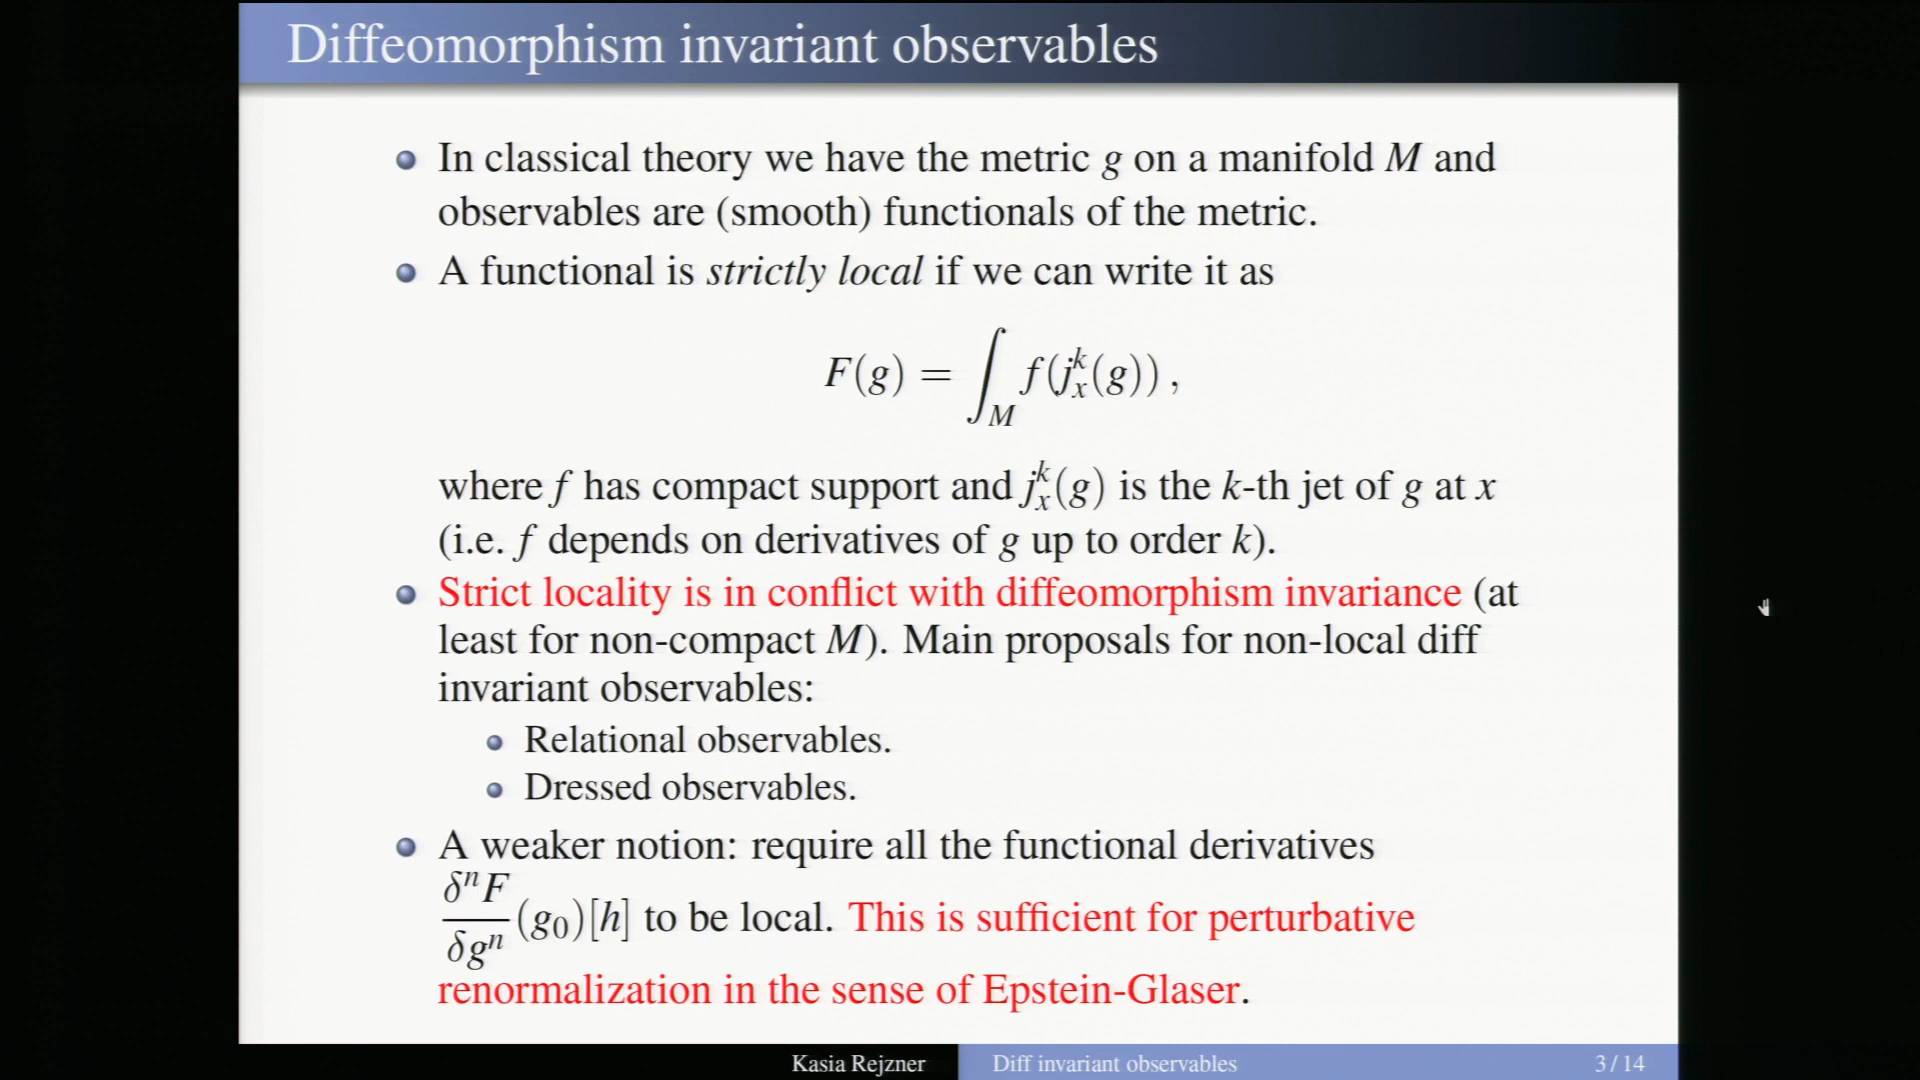 Diffeomorphism invariant observables
In classical theory we have the metric g on a manifold M and
observables are (smooth) functionals of the metric.
A functional is strictly local if we can write it as
F(g) = ∫_M f(j_x^k(g)) ,
where f has compact support and j_x^k(g) is the k-th jet of g at x
(i.e. f depends on derivatives of g up to order k).
Strict locality is in conflict with diffeomorphism invariance (at
least for non-compact M). Main proposals for non-local diff
invariant observables:
Relational observables.
Dressed observables.
A weaker notion: require all the functional derivatives
δ^n F / δg^n (g_0)[h] to be local. This is sufficient for perturbative
renormalization in the sense of Epstein-Glaser.
Kasia Rejzner Diff invariant observables 3 / 14